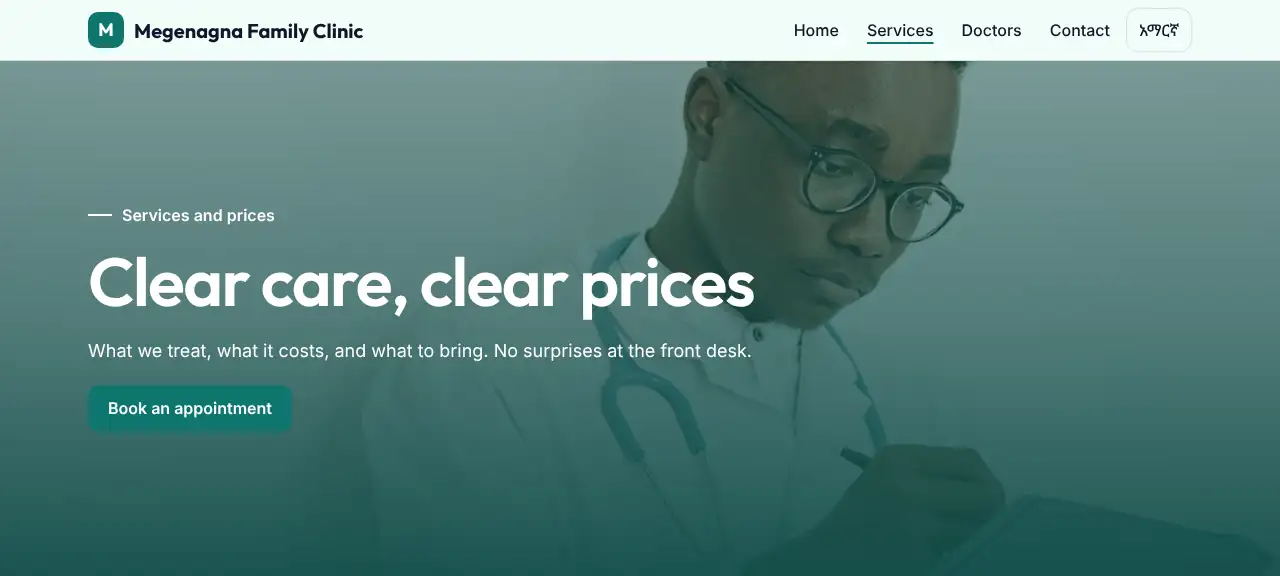 M
Megenagna Family Clinic
Home
Services
Doctors
Contact
አማርኛ
Services and prices
Clear care, clear prices
What we treat, what it costs, and what to bring. No surprises at the front desk.
Book an appointment